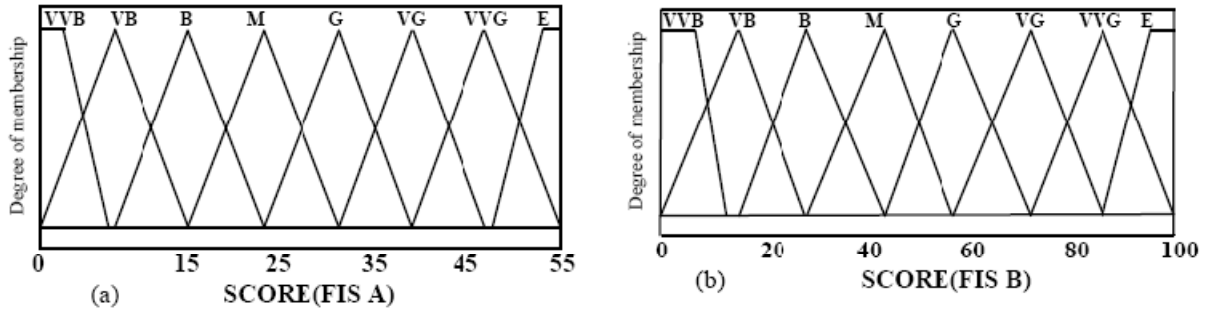 VVB VB B M G VG VVG E
Degree of membership
0 15 25 35 45 55
(a) SCORE(FIS A)
VVB VB B M G VG VVG E
Degree of membership
0 20 40 60 80 100
(b) SCORE(FIS B)